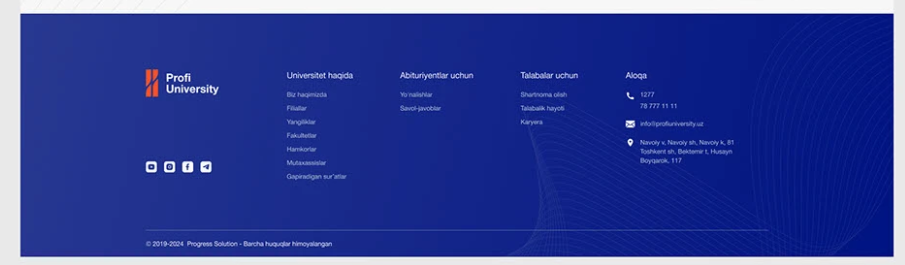 Profi
University
Universitet haqida
Biz haqimizda
Filiallar
Yangiliklar
Fakultetlar
Hamkorlar
Mutaxassislar
Gapiradigan sur'atlar
Abituriyentlar uchun
Yo'nalishlar
Savol-javoblar
Talabalar uchun
Shartnoma olish
Talabalik hayoti
Karyera
Aloqa
1277
78 777 11 11
info@profiuniversity.uz
Navoiy v, Navoiy sh, Navoiy k, 81
Toshkent sh, Bektemir t, Husayn
Boyqarok, 117
© 2019-2024 Progress Solution - Barcha huquqlar himoyalangan